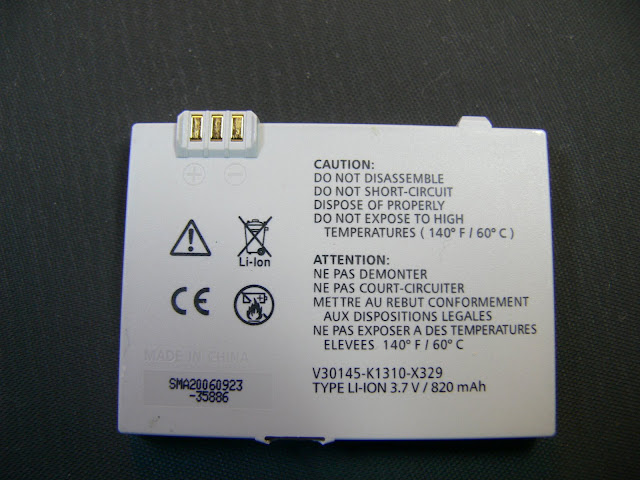 CAUTION:
DO NOT DISASSEMBLE
DO NOT SHORT-CIRCUIT
DISPOSE OF PROPERLY
DO NOT EXPOSE TO HIGH
TEMPERATURES ( 140° F / 60° C )
Li-Ion
ATTENTION:
NE PAS DEMONTER
NE PAS COURT-CIRCUITER
METTRE AU REBUT CONFORMEMENT
AUX DISPOSITIONS LEGALES
NE PAS EXPOSER A DES TEMPERATURES
ELEVEES 140° F / 60° C
CE
MADE IN CHINA
SMA20060923
-35886
V30145-K1310-X329
TYPE LI-ION 3.7 V / 820 mAh